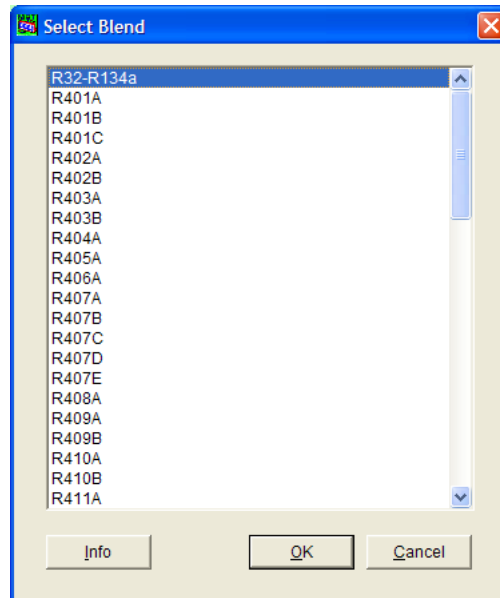 Select Blend
R32-R134a
R401A
R401B
R401C
R402A
R402B
R403A
R403B
R404A
R405A
R406A
R407A
R407B
R407C
R407D
R407E
R408A
R409A
R409B
R410A
R410B
R411A
Info OK Cancel